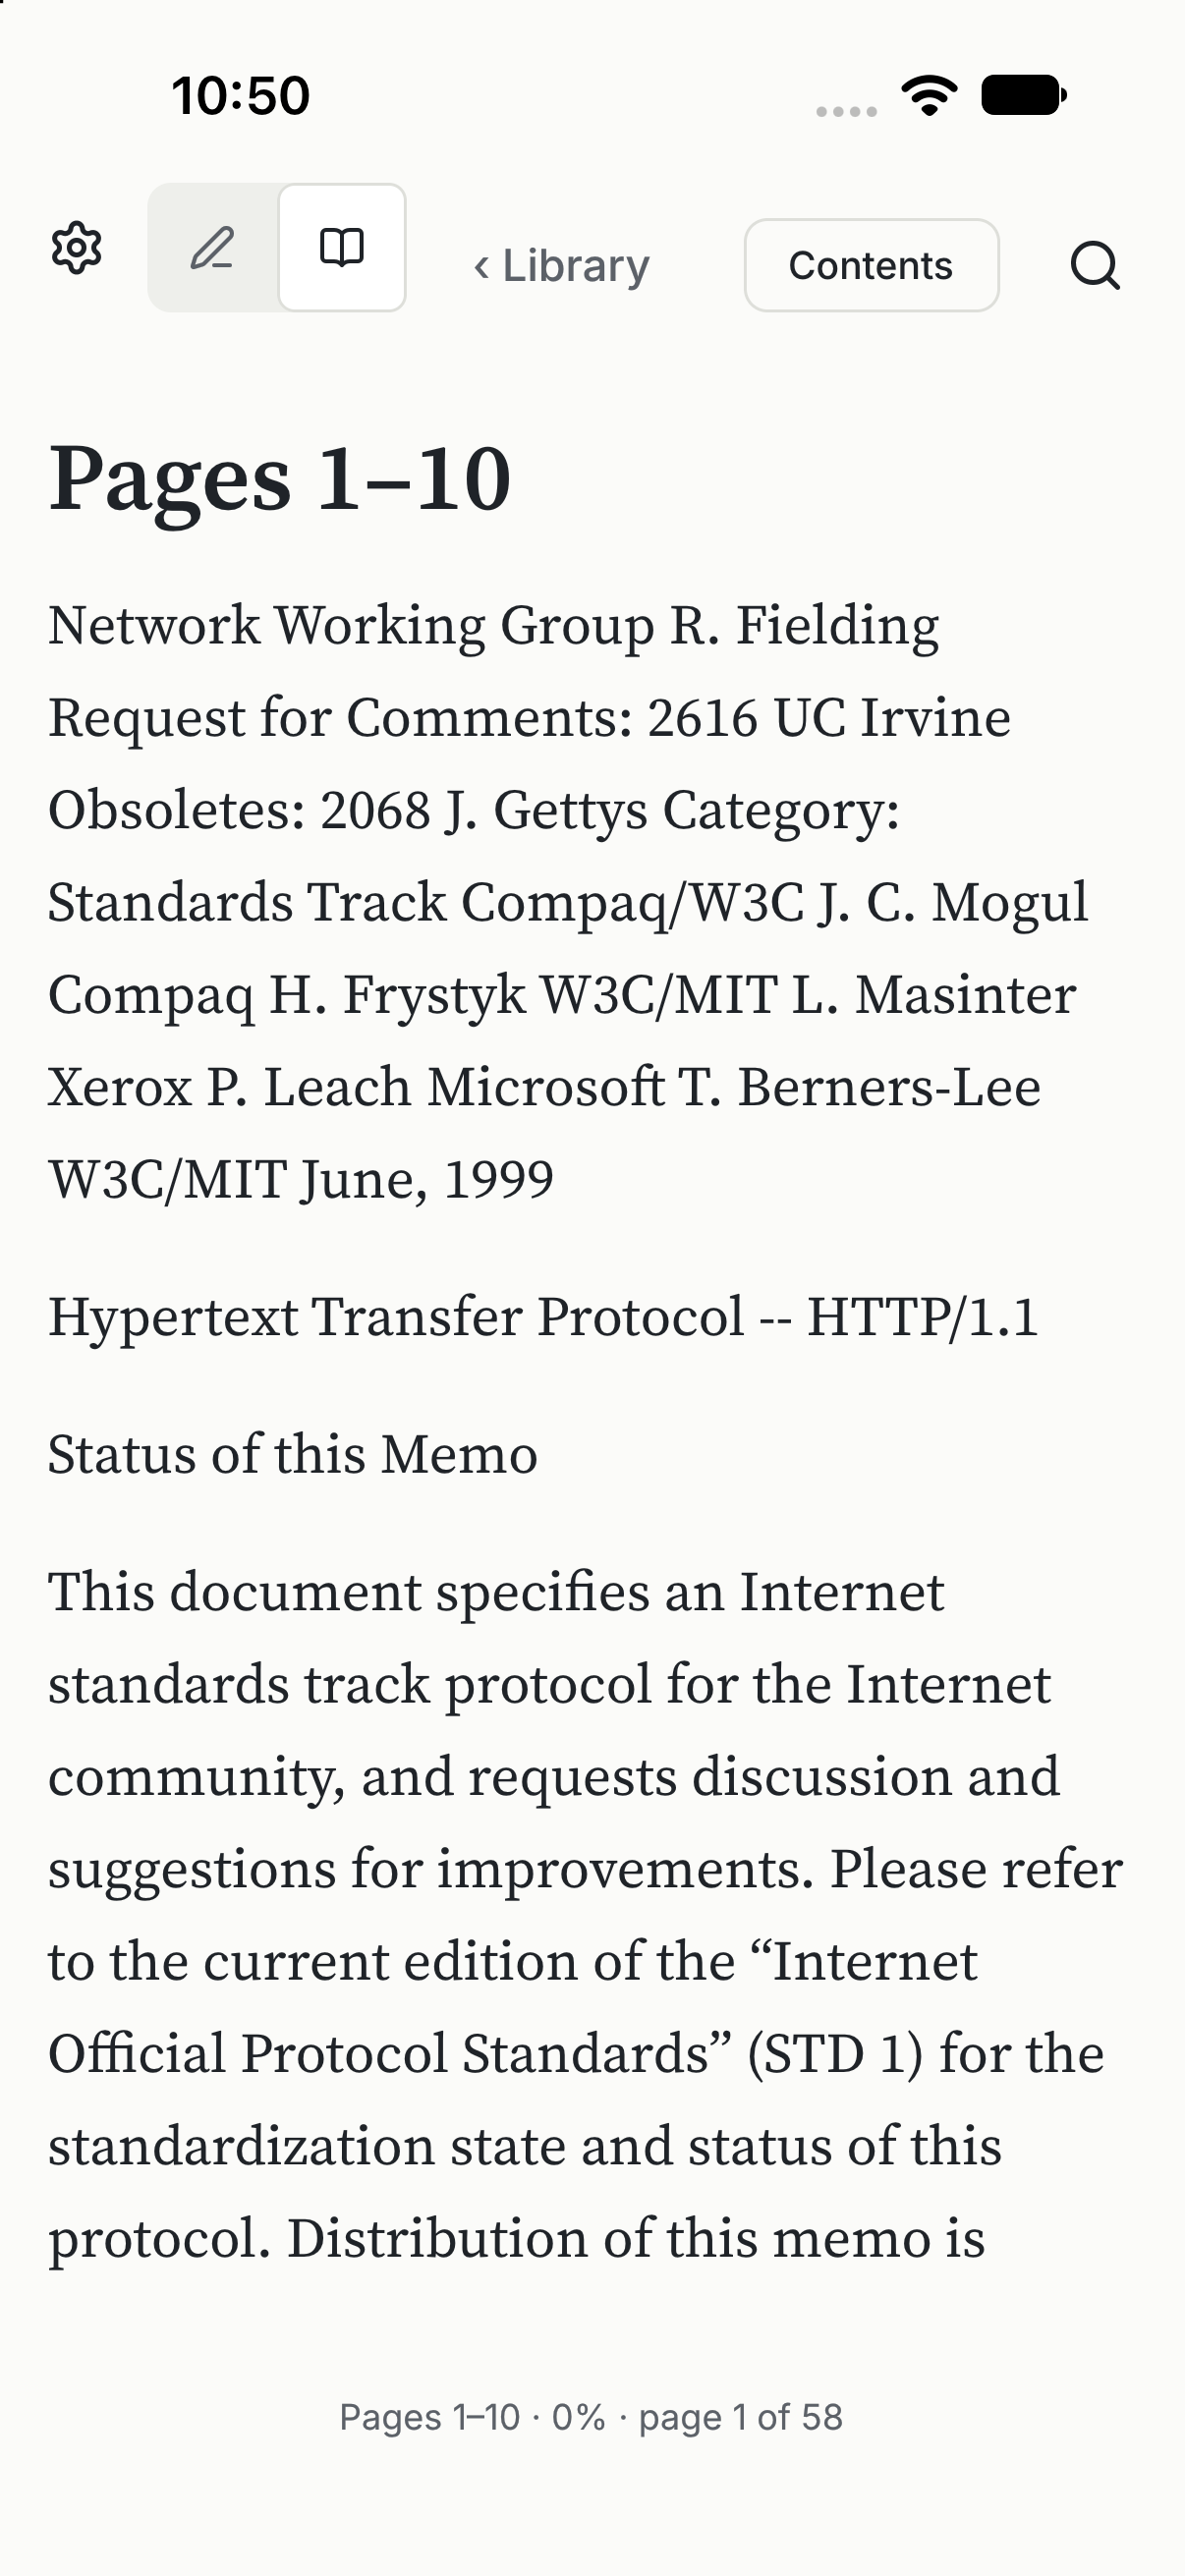 10:50
‹ Library
Contents
Pages 1–10
Network Working Group R. Fielding
Request for Comments: 2616 UC Irvine
Obsoletes: 2068 J. Gettys Category:
Standards Track Compaq/W3C J. C. Mogul
Compaq H. Frystyk W3C/MIT L. Masinter
Xerox P. Leach Microsoft T. Berners-Lee
W3C/MIT June, 1999
Hypertext Transfer Protocol -- HTTP/1.1
Status of this Memo
This document specifies an Internet
standards track protocol for the Internet
community, and requests discussion and
suggestions for improvements. Please refer
to the current edition of the “Internet
Official Protocol Standards” (STD 1) for the
standardization state and status of this
protocol. Distribution of this memo is
Pages 1–10 · 0% · page 1 of 58